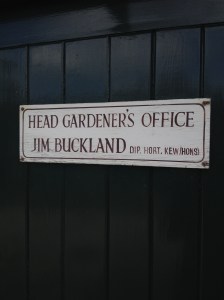 HEAD GARDENER'S OFFICE
JIM BUCKLAND DIP. HORT. KEW (HONS)